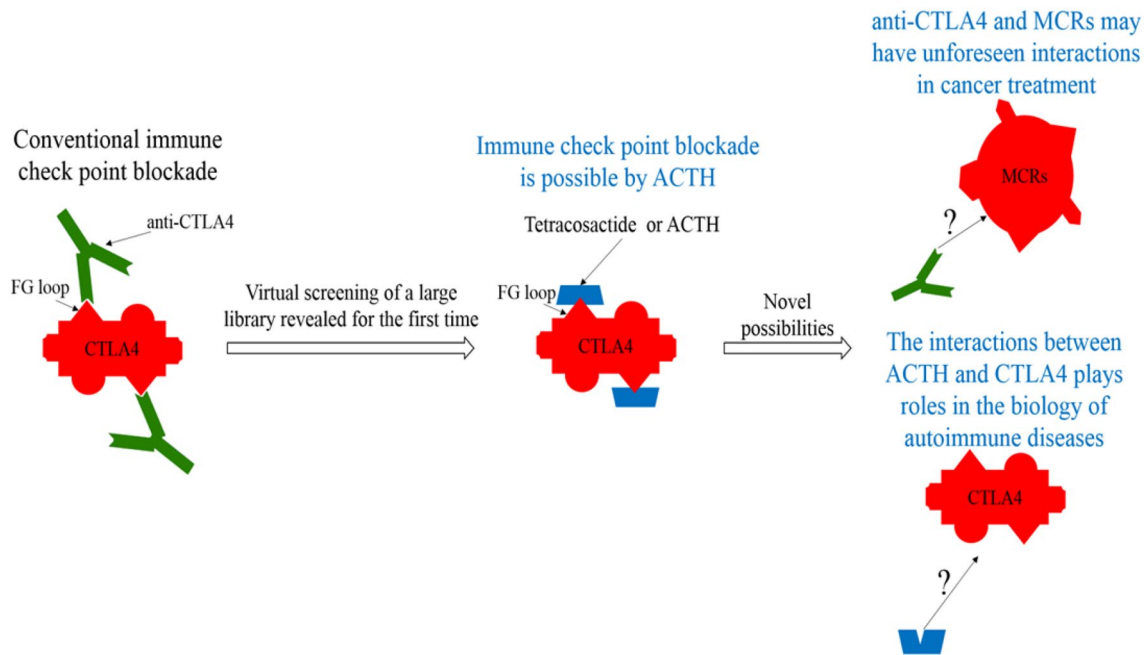 Conventional immune
check point blockade
anti-CTLA4
FG loop
CTLA4
Virtual screening of a large
library revealed for the first time
Immune check point blockade
is possible by ACTH
Tetracosactide or ACTH
FG loop
CTLA4
Novel
possibilities
anti-CTLA4 and MCRs may
have unforeseen interactions
in cancer treatment
MCRs
?
The interactions between
ACTH and CTLA4 plays
roles in the biology of
autoimmune diseases
CTLA4
?